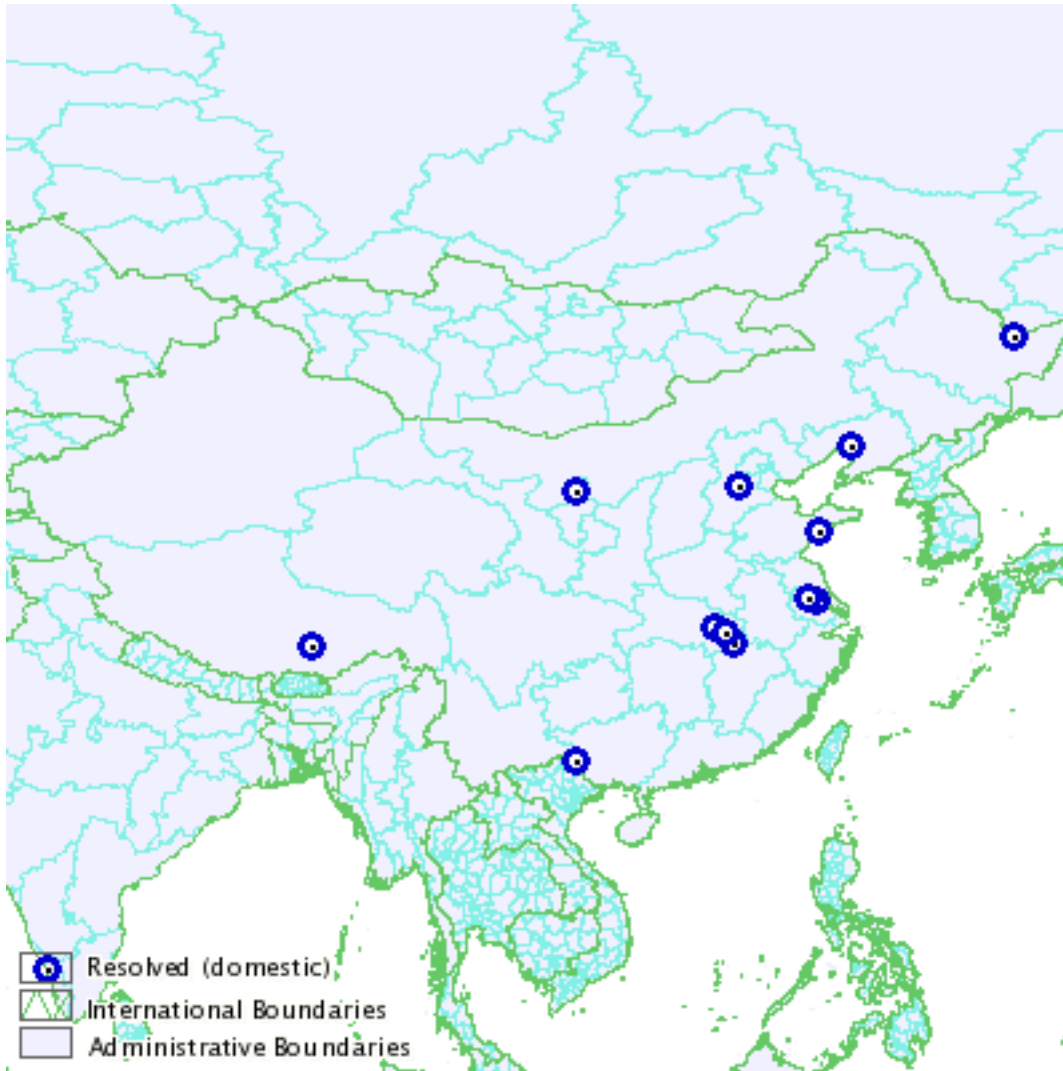 Resolved (domestic)
International Boundaries
Administrative Boundaries